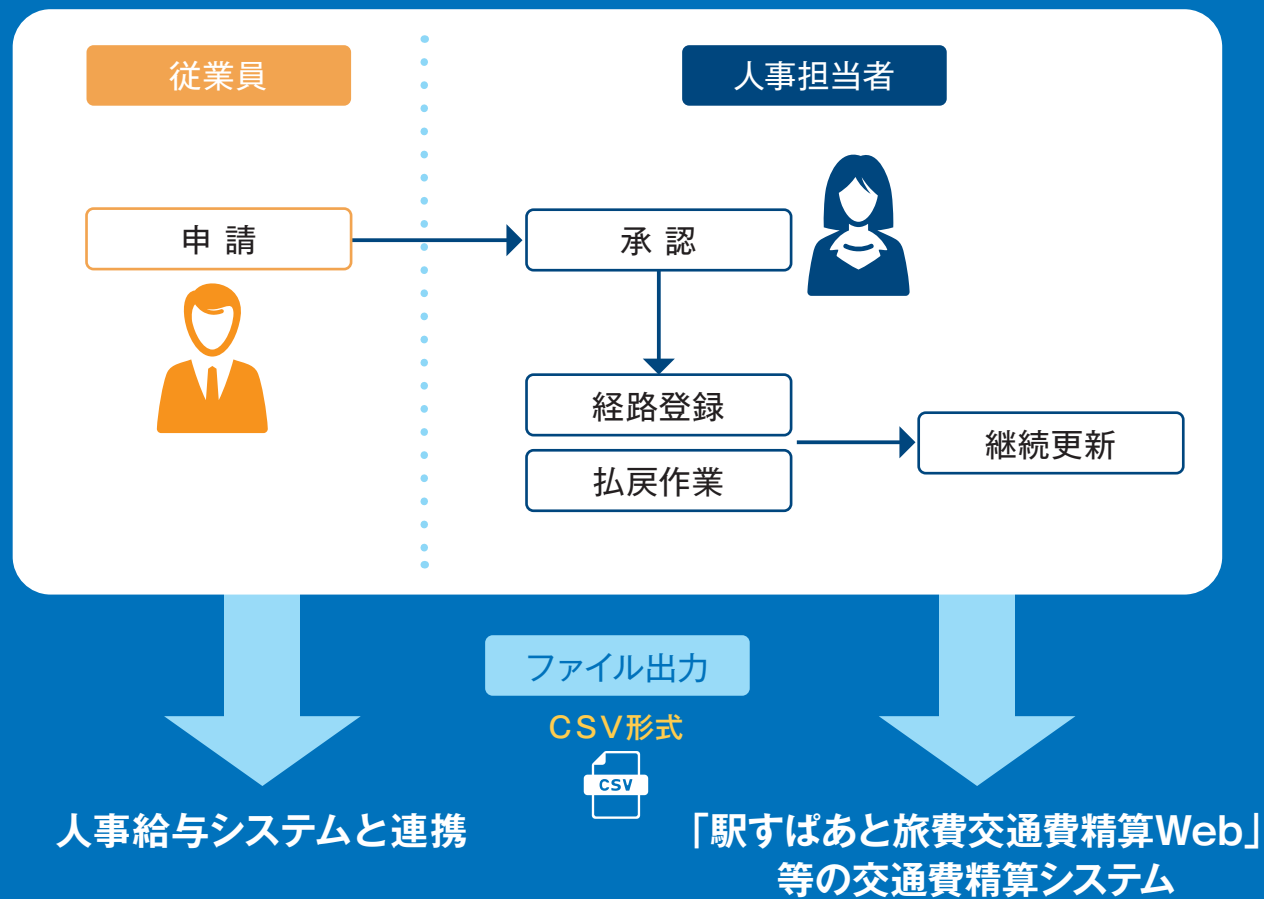 従業員
人事担当者
申 請
承 認
経路登録
払戻作業
継続更新
ファイル出力
CSV形式
CSV
人事給与システムと連携
「駅すぱあと旅費交通費精算Web」
等の交通費精算システム